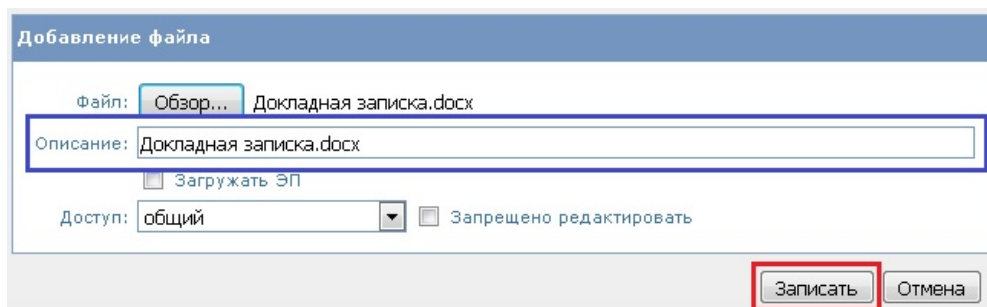 Добавление файла
Файл: Обзор... Докладная записка.docx
Описание: Докладная записка.docx
Загружать ЭП
Доступ: общий Запрещено редактировать
Записать Отмена